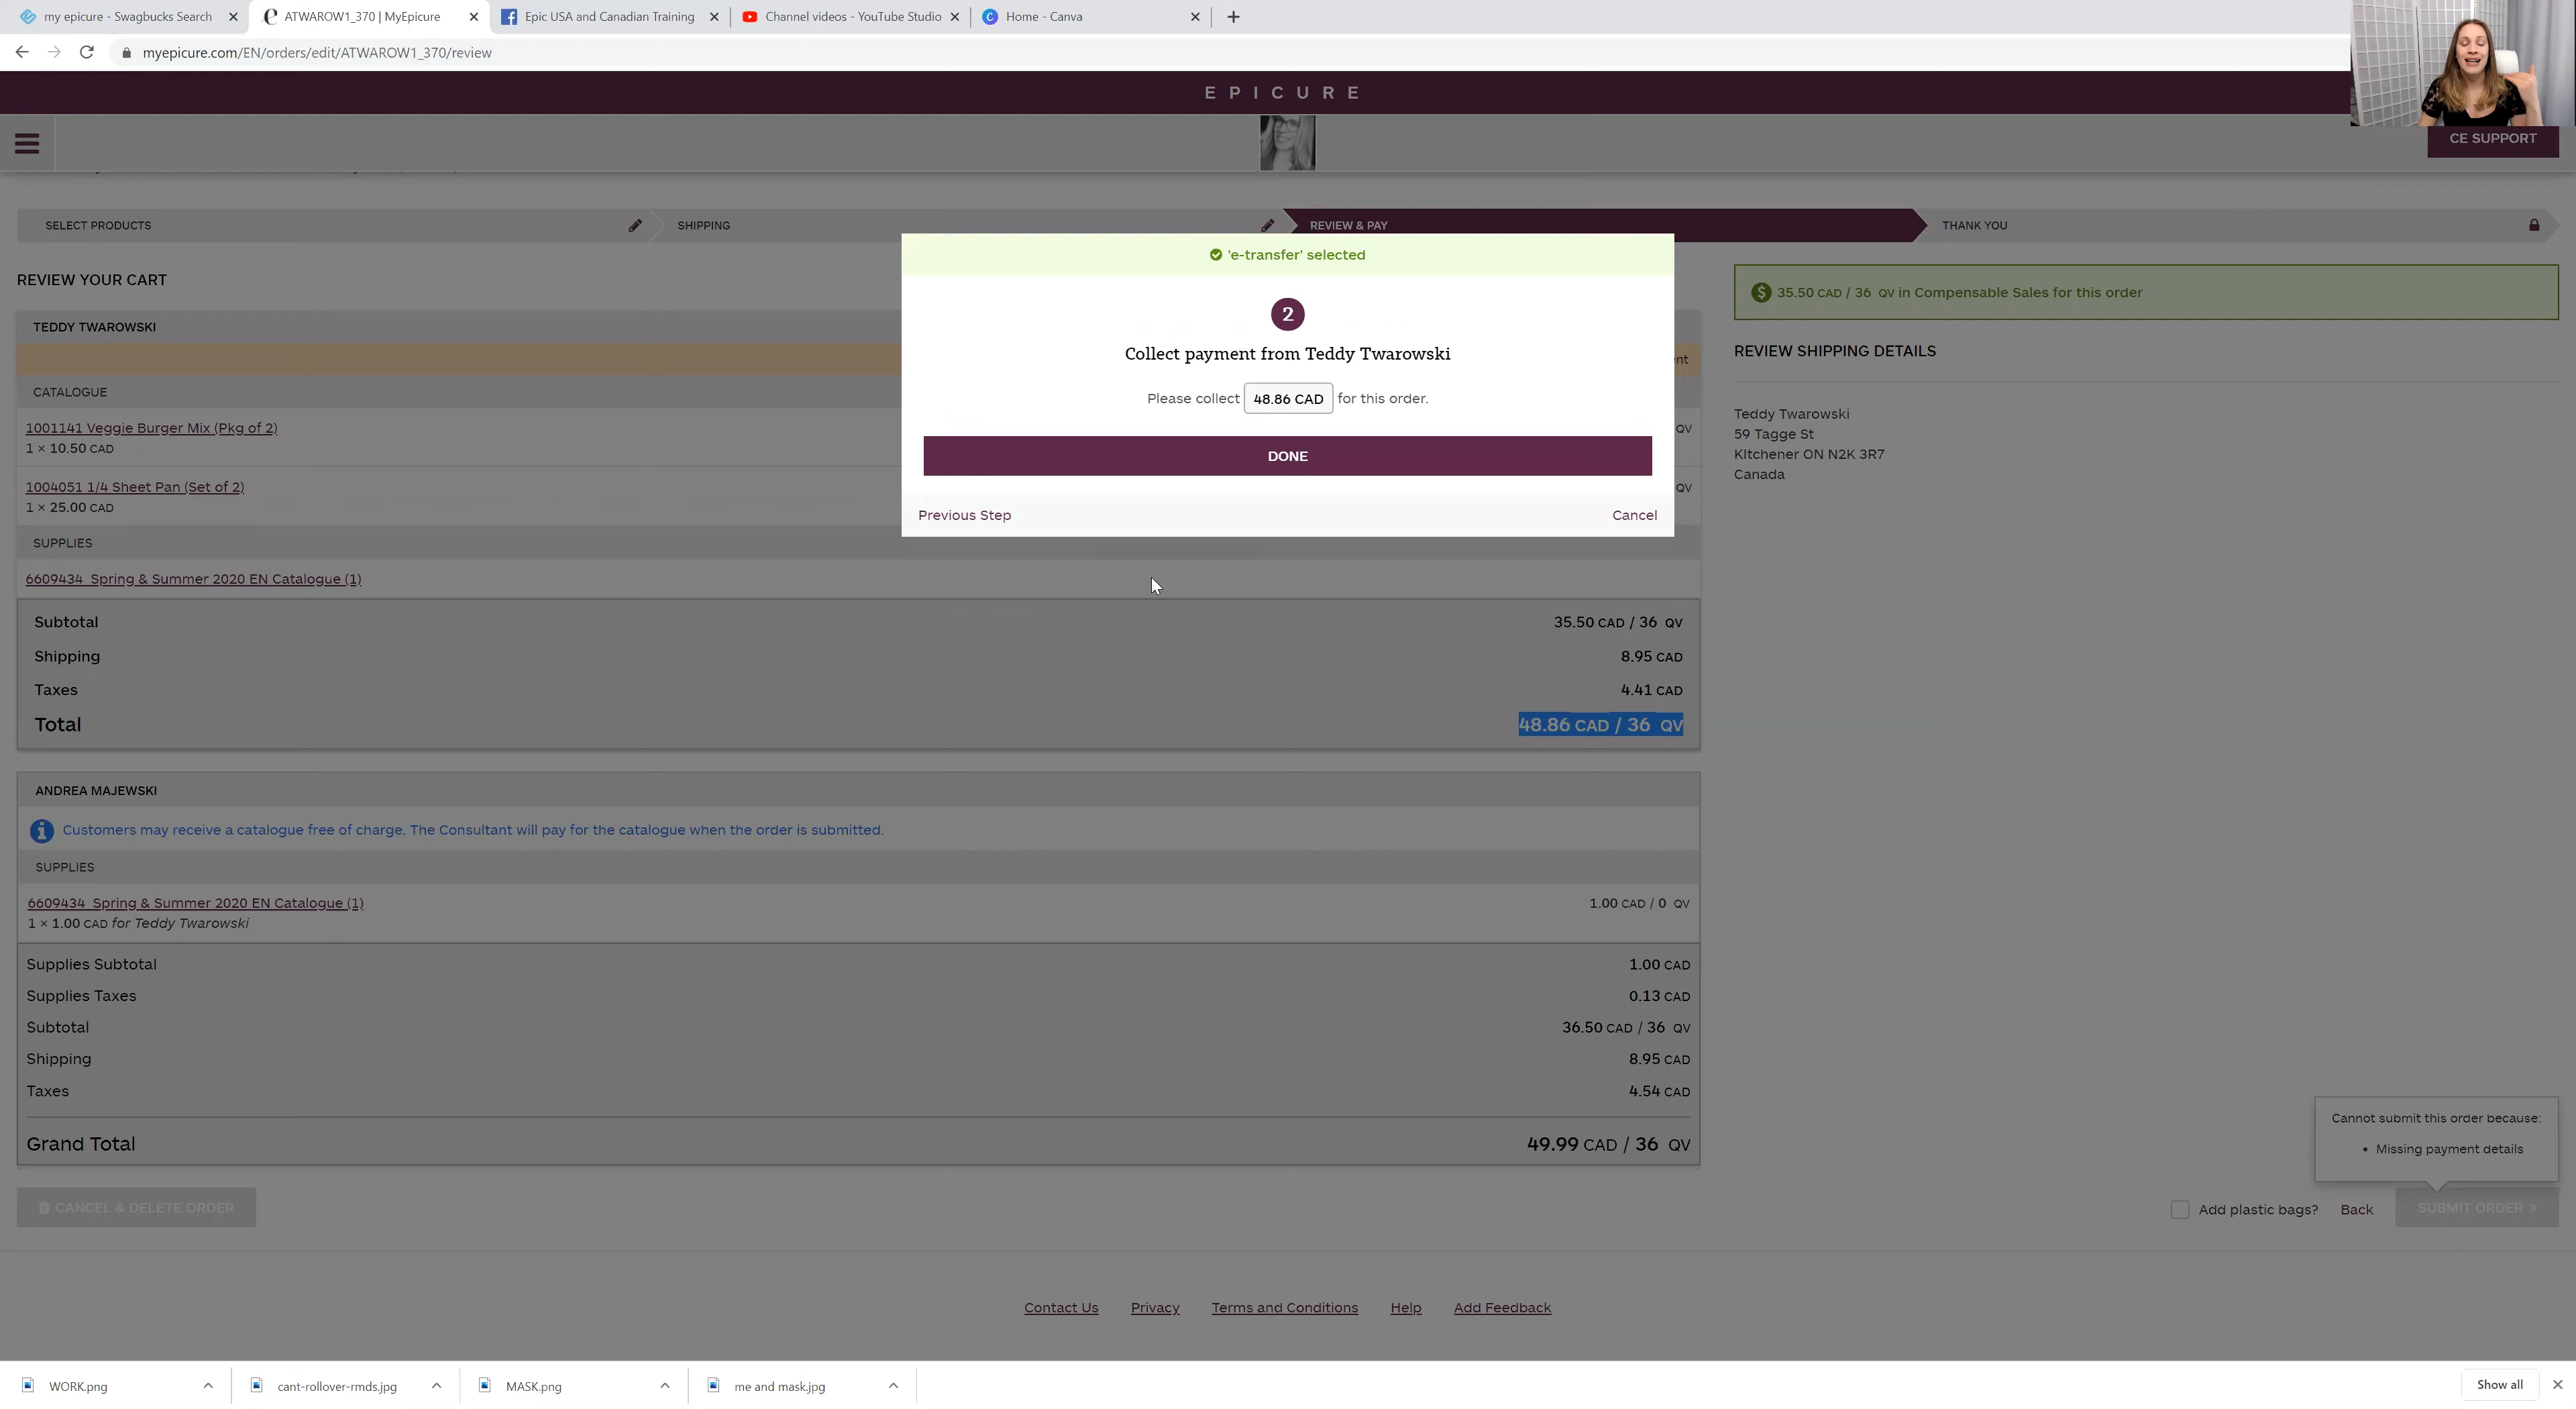 my epicure - Swagbucks Search
ATWAROW1_370 | MyEpicure
Epic USA and Canadian Training
Channel videos - YouTube Studio
Home - Canva
myepicure.com/EN/orders/edit/ATWAROW1_370/review
EPICURE
CE SUPPORT
SELECT PRODUCTS
SHIPPING
REVIEW & PAY
THANK YOU
'e-transfer' selected
2
Collect payment from Teddy Twarowski
Please collect 48.86 CAD for this order.
DONE
Previous Step
Cancel
REVIEW YOUR CART
TEDDY TWAROWSKI
CATALOGUE
1001141 Veggie Burger Mix (Pkg of 2)
QV
1 × 10.50 CAD
1004051 1/4 Sheet Pan (Set of 2)
QV
1 × 25.00 CAD
SUPPLIES
6609434 Spring & Summer 2020 EN Catalogue (1)
Subtotal 35.50 CAD / 36 QV
Shipping 8.95 CAD
Taxes 4.41 CAD
Total 48.86 CAD / 36 QV
ANDREA MAJEWSKI
Customers may receive a catalogue free of charge. The Consultant will pay for the catalogue when the order is submitted.
SUPPLIES
6609434 Spring & Summer 2020 EN Catalogue (1) 1.00 CAD / 0 QV
1 × 1.00 CAD for Teddy Twarowski
Supplies Subtotal 1.00 CAD
Supplies Taxes 0.13 CAD
Subtotal 36.50 CAD / 36 QV
Shipping 8.95 CAD
Taxes 4.54 CAD
Grand Total 49.99 CAD / 36 QV
35.50 CAD / 36 QV in Compensable Sales for this order
REVIEW SHIPPING DETAILS
Teddy Twarowski
59 Tagge St
KItchener ON N2K 3R7
Canada
Cannot submit this order because:
• Missing payment details
CANCEL & DELETE ORDER
Add plastic bags?
Back
SUBMIT ORDER »
Contact Us
Privacy
Terms and Conditions
Help
Add Feedback
WORK.png
cant-rollover-rmds.jpg
MASK.png
me and mask.jpg
Show all